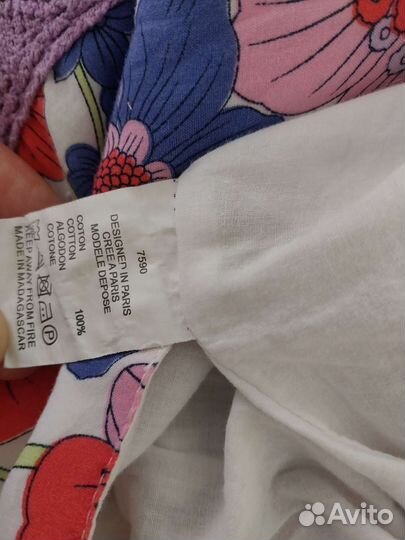 7590
DESIGNED IN PARIS
CREE A PARIS
MODELE DEPOSE
100%
COTON
COTTON
ALGODON
COTONE
P
KEEP AWAY FROM FIRE
MADE IN MADAGASCAR
Avito